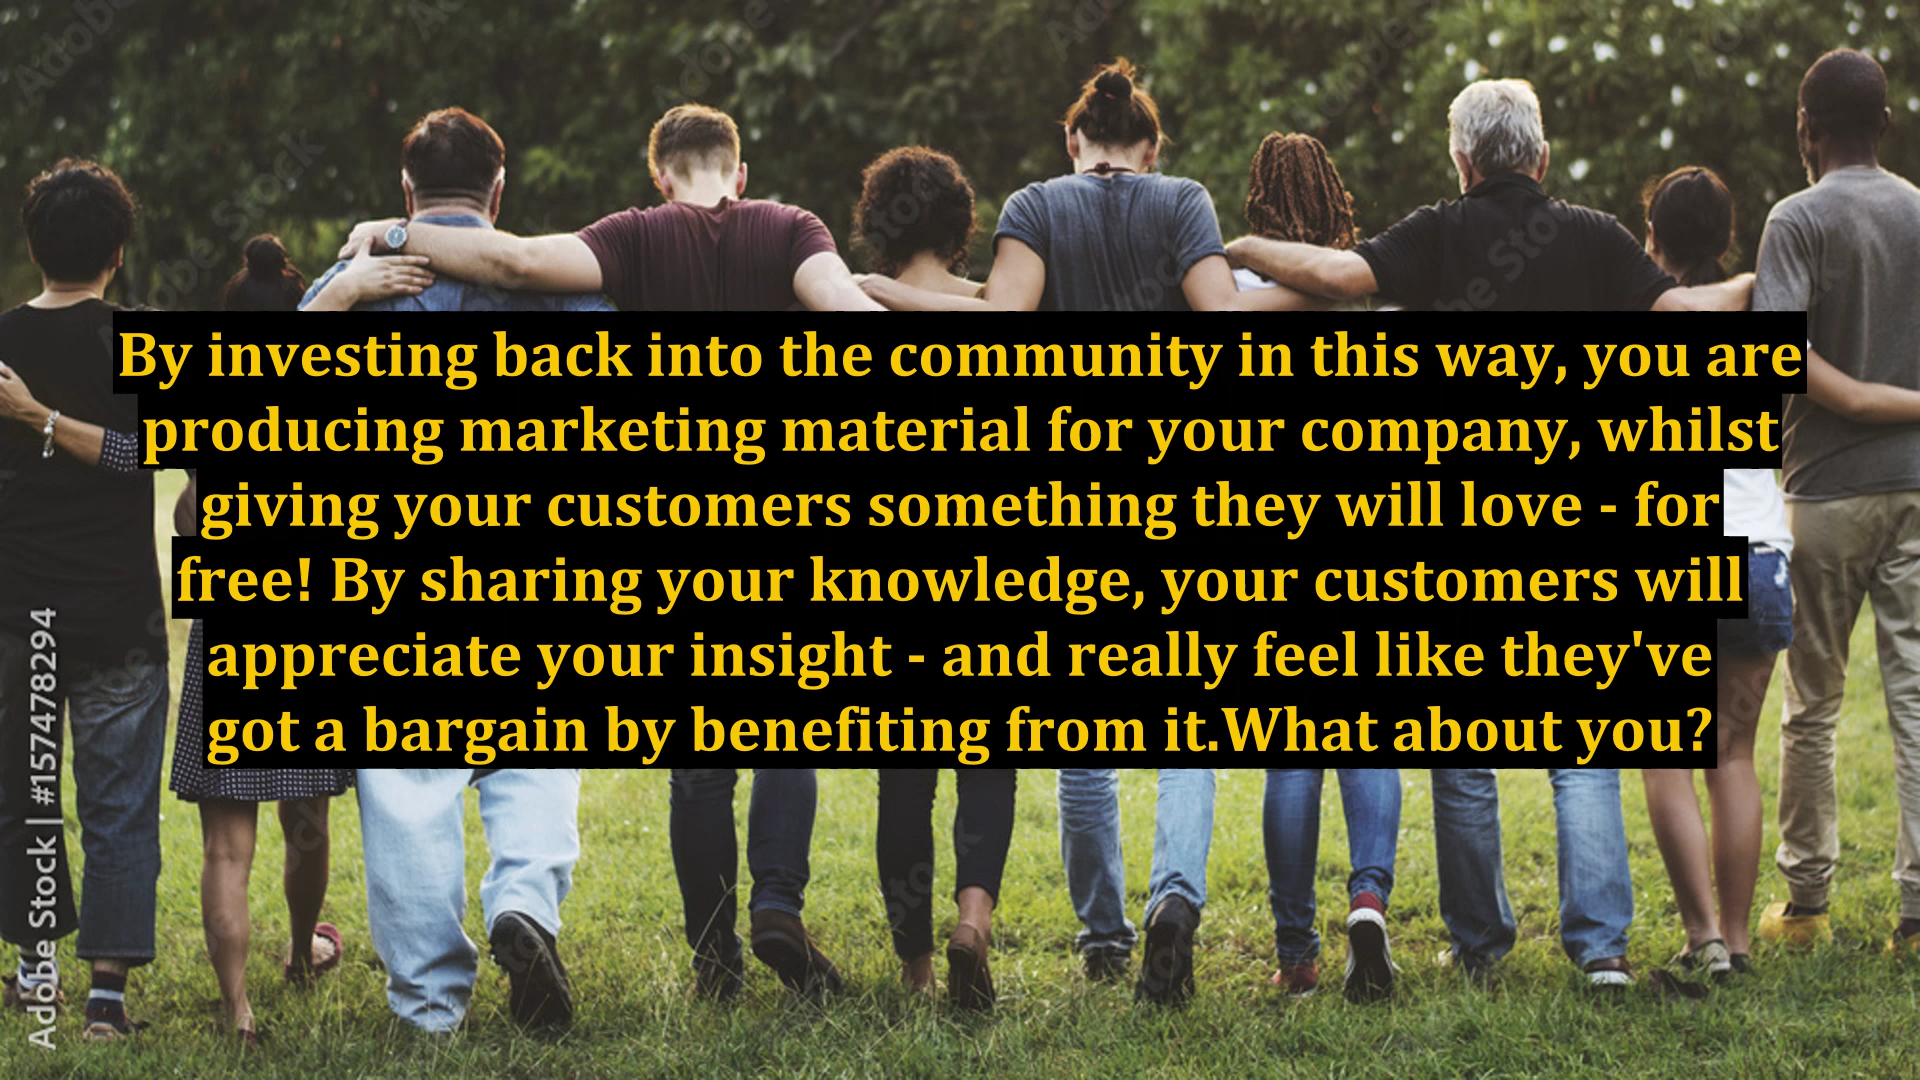 By investing back into the community in this way, you are
producing marketing material for your company, whilst
giving your customers something they will love - for
free! By sharing your knowledge, your customers will
appreciate your insight - and really feel like they've
got a bargain by benefiting from it.What about you?
Adobe Stock | #157478294